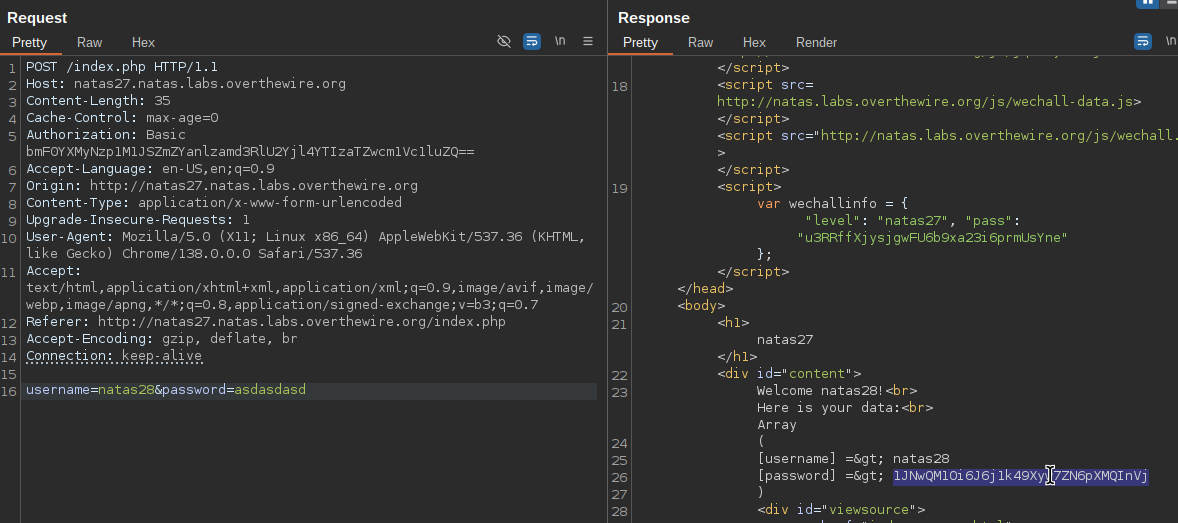 Request
Pretty Raw Hex \n
1 POST /index.php HTTP/1.1
2 Host: natas27.natas.labs.overthewire.org
3 Content-Length: 35
4 Cache-Control: max-age=0
5 Authorization: Basic
bmF0YXMyNzp1M1JSZmZYanlzamd3RlU2Yjl4YTIzaTZwcm1Vc1luZQ==
6 Accept-Language: en-US,en;q=0.9
7 Origin: http://natas27.natas.labs.overthewire.org
8 Content-Type: application/x-www-form-urlencoded
9 Upgrade-Insecure-Requests: 1
10 User-Agent: Mozilla/5.0 (X11; Linux x86_64) AppleWebKit/537.36 (KHTML,
like Gecko) Chrome/138.0.0.0 Safari/537.36
11 Accept:
text/html,application/xhtml+xml,application/xml;q=0.9,image/avif,image/
webp,image/apng,*/*;q=0.8,application/signed-exchange;v=b3;q=0.7
12 Referer: http://natas27.natas.labs.overthewire.org/index.php
13 Accept-Encoding: gzip, deflate, br
14 Connection: keep-alive
15
16 username=natas28&password=asdasdasd
Response
Pretty Raw Hex Render \n
</script>
18 <script src=
http://natas.labs.overthewire.org/js/wechall-data.js>
</script>
<script src="http://natas.labs.overthewire.org/js/wechall.
>
</script>
19 <script>
var wechallinfo = {
"level": "natas27", "pass":
"u3RRffXjysjgwFU6b9xa23i6prmUsYne"
};
</script>
</head>
20 <body>
21 <h1>
natas27
</h1>
22 <div id="content">
23 Welcome natas28!<br>
Here is your data:<br>
Array
24 (
25 [username] =&gt; natas28
26 [password] =&gt;
27 )
28 <div id="viewsource">